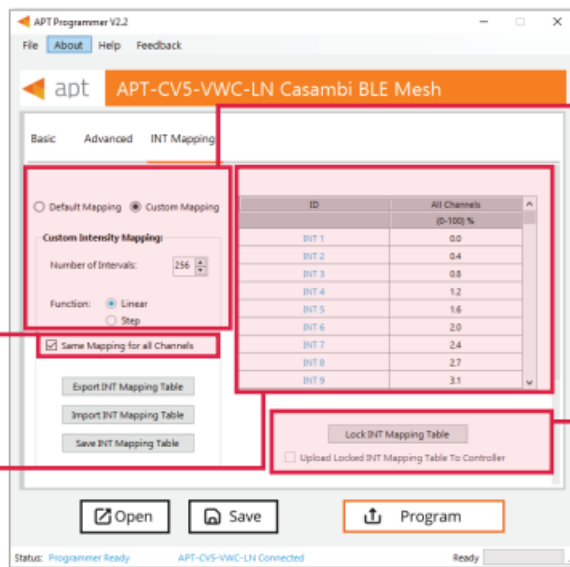 APT Programmer V2.2
File About Help Feedback
apt APT-CV5-VWC-LN Casambi BLE Mesh
Basic Advanced INT Mapping
Default Mapping Custom Mapping
Custom Intensity Mapping:
Number of Intervals: 256
Function: Linear
Step
Same Mapping for all Channels
Export INT Mapping Table
Import INT Mapping Table
Save INT Mapping Table
ID All Channels
(0-100) %
INT 1 0.0
INT 2 0.4
INT 3 0.8
INT 4 1.2
INT 5 1.6
INT 6 2.0
INT 7 2.4
INT 8 2.7
INT 9 3.1
Lock INT Mapping Table
Upload Locked INT Mapping Table To Controller
Open Save Program
Status: Programmer Ready APT-CV5-VWC-LN Connected Ready